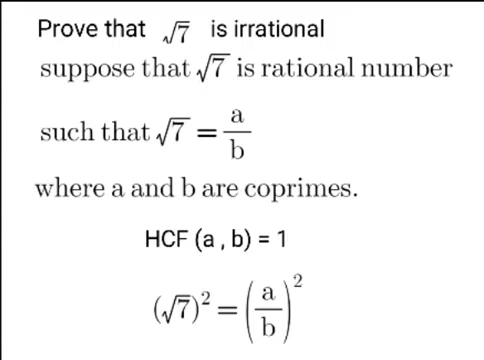 Prove that √7 is irrational
suppose that √7 is rational number
such that √7 = a/b
where a and b are coprimes.
HCF (a , b) = 1
(√7)² = (a/b)²